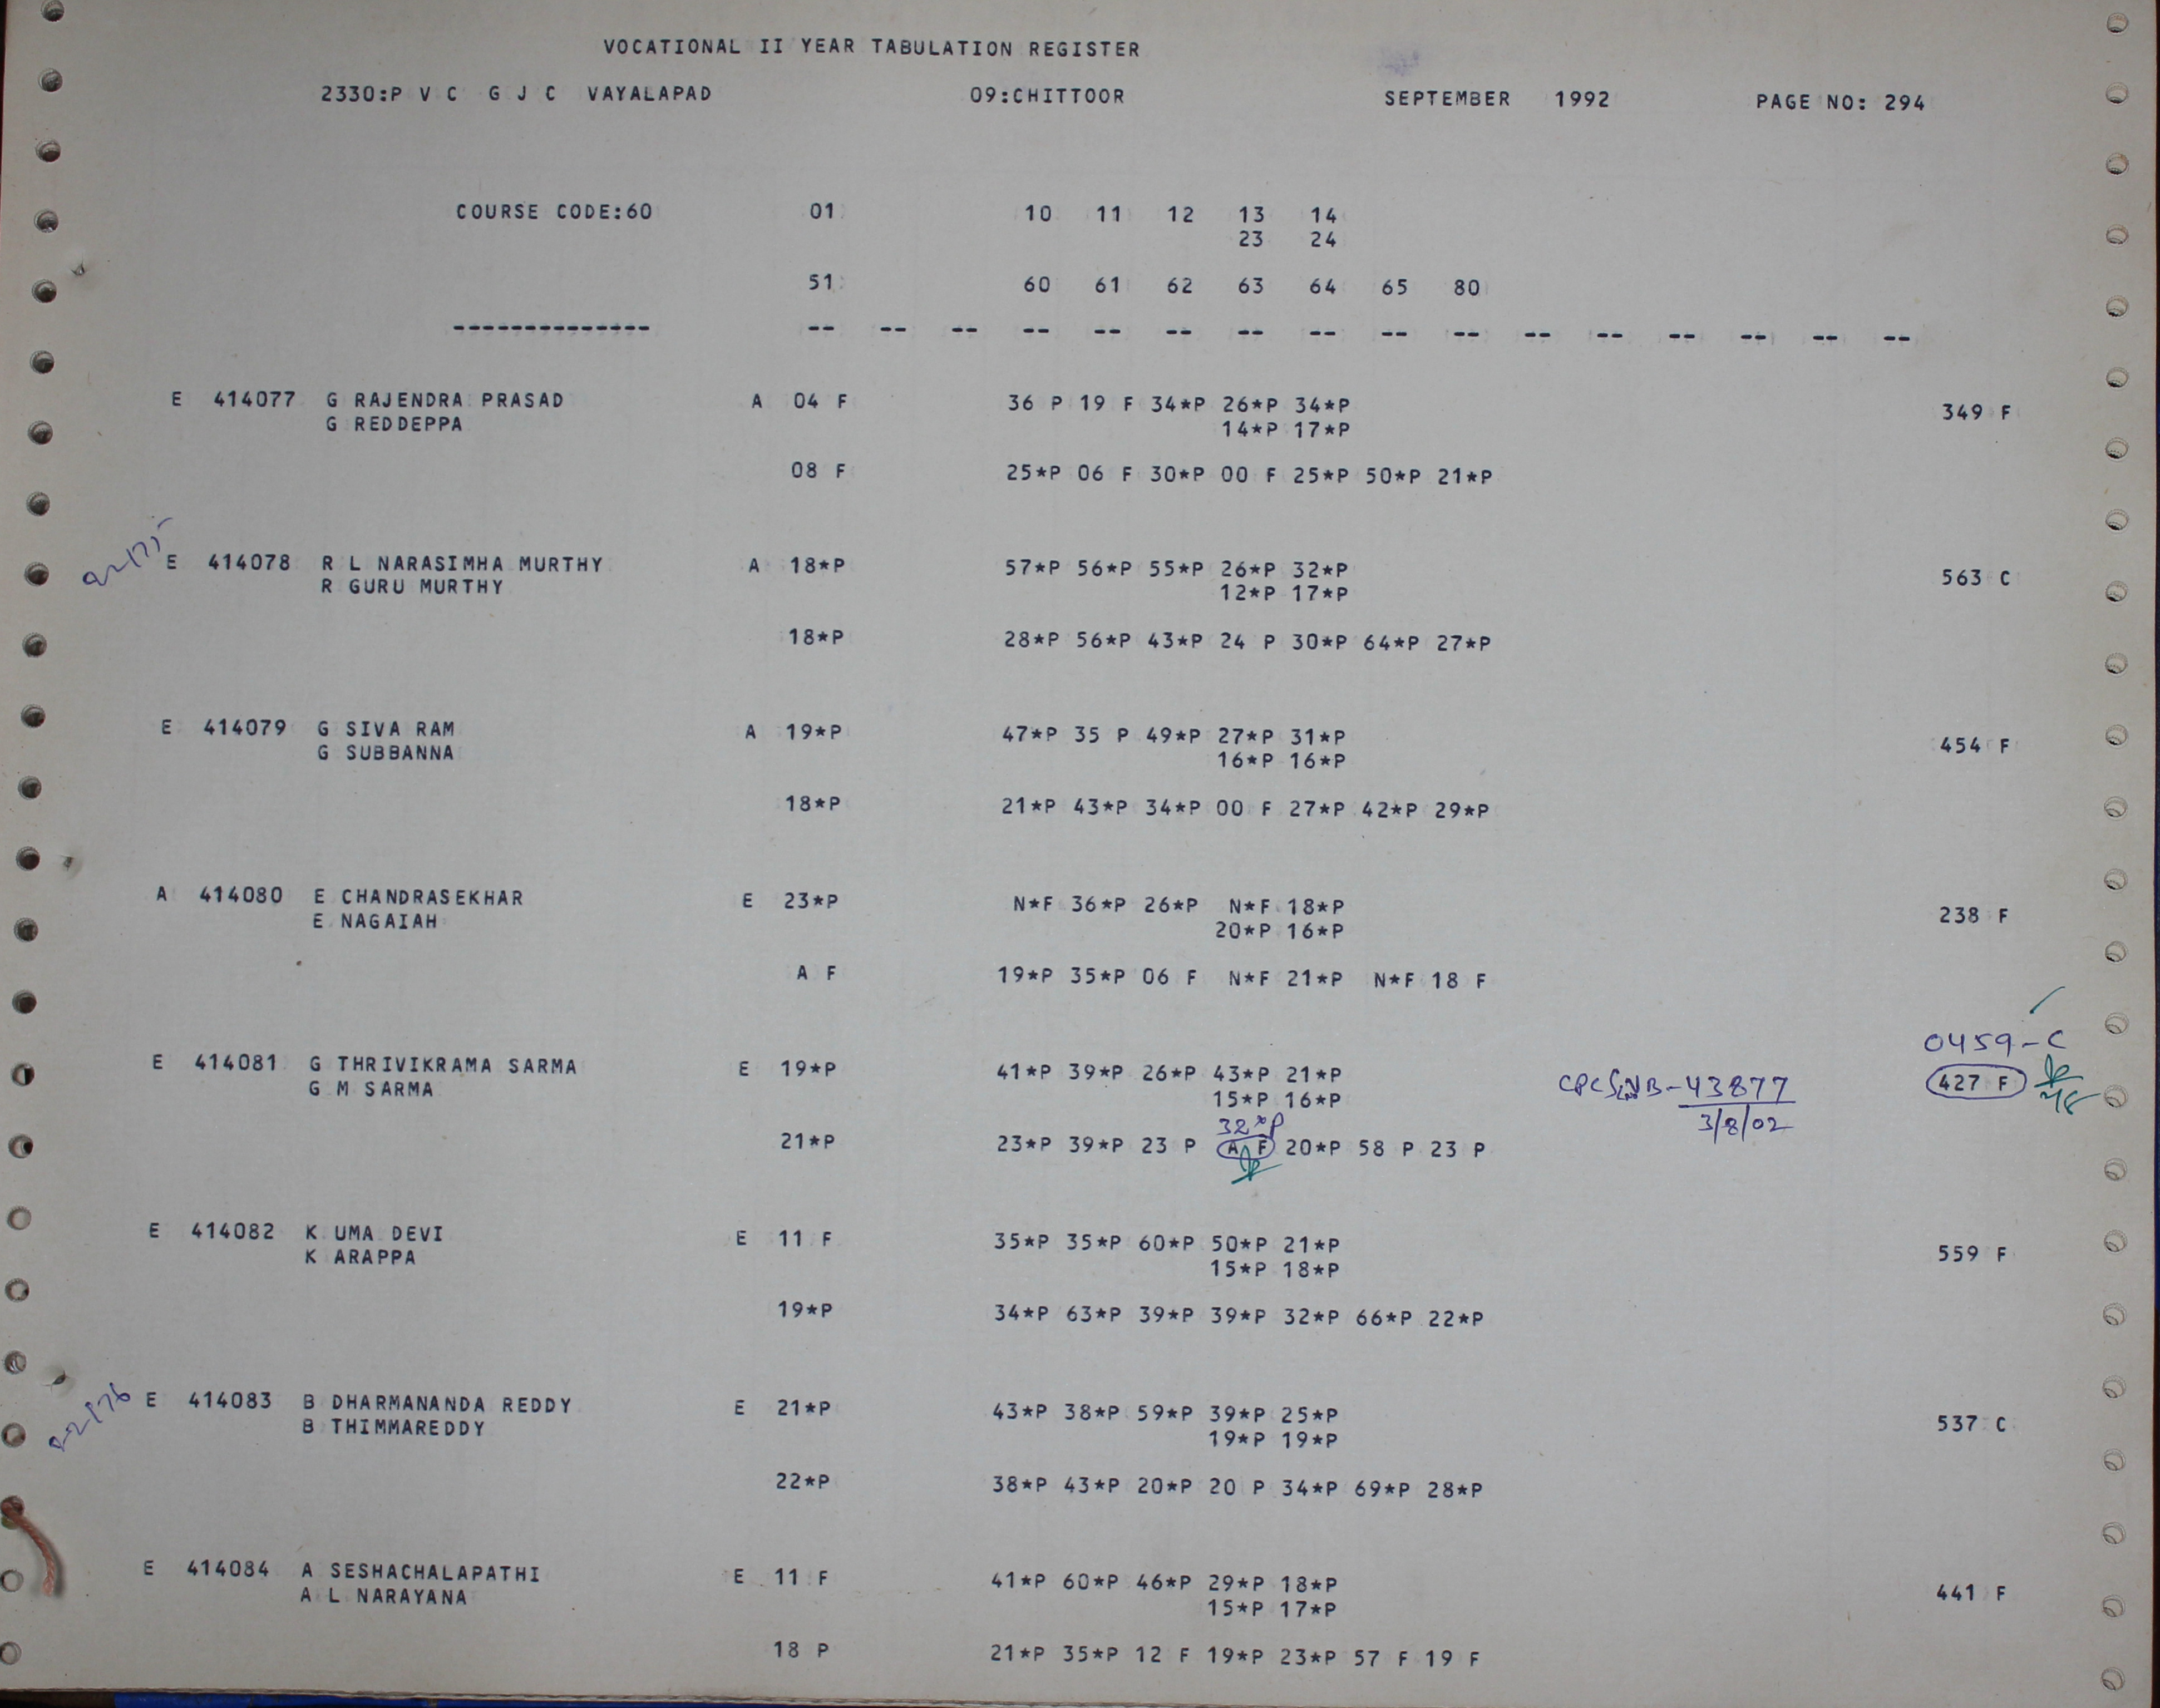 VOCATIONAL II YEAR TABULATION REGISTER
2330:P V C G J C VAYALAPAD 09:CHITTOOR SEPTEMBER 1992 PAGE NO: 294
COURSE CODE:60 01 10 11 12 13 14
23 24
51 60 61 62 63 64 65 80
-------------- -- -- -- -- -- -- -- -- -- -- -- -- -- -- -- --
E 414077 G RAJENDRA PRASAD A 04 F 36 P 19 F 34*P 26*P 34*P 349 F
G REDDEPPA 14*P 17*P
08 F 25*P 06 F 30*P 00 F 25*P 50*P 21*P
E 414078 R L NARASIMHA MURTHY A 18*P 57*P 56*P 55*P 26*P 32*P 563 C
R GURU MURTHY 12*P 17*P
18*P 28*P 56*P 43*P 24 P 30*P 64*P 27*P
E 414079 G SIVA RAM A 19*P 47*P 35 P 49*P 27*P 31*P 454 F
G SUBBANNA 16*P 16*P
18*P 21*P 43*P 34*P 00 F 27*P 42*P 29*P
A 414080 E CHANDRASEKHAR E 23*P N*F 36*P 26*P N*F 18*P 238 F
E NAGAIAH 20*P 16*P
A F 19*P 35*P 06 F N*F 21*P N*F 18 F
0459-C
E 414081 G THRIVIKRAMA SARMA E 19*P 41*P 39*P 26*P 43*P 21*P 43877 427 F
G M SARMA 15*P 16*P 3/8/02
32*P
21*P 23*P 39*P 23 P A F 20*P 58 P 23 P
E 414082 K UMA DEVI E 11 F 35*P 35*P 60*P 50*P 21*P 559 F
K ARAPPA 15*P 18*P
19*P 34*P 63*P 39*P 39*P 32*P 66*P 22*P
E 414083 B DHARMANANDA REDDY E 21*P 43*P 38*P 59*P 39*P 25*P 537 C
B THIMMAREDDY 19*P 19*P
22*P 38*P 43*P 20*P 20 P 34*P 69*P 28*P
E 414084 A SESHACHALAPATHI E 11 F 41*P 60*P 46*P 29*P 18*P 441 F
A L NARAYANA 15*P 17*P
18 P 21*P 35*P 12 F 19*P 23*P 57 F 19 F